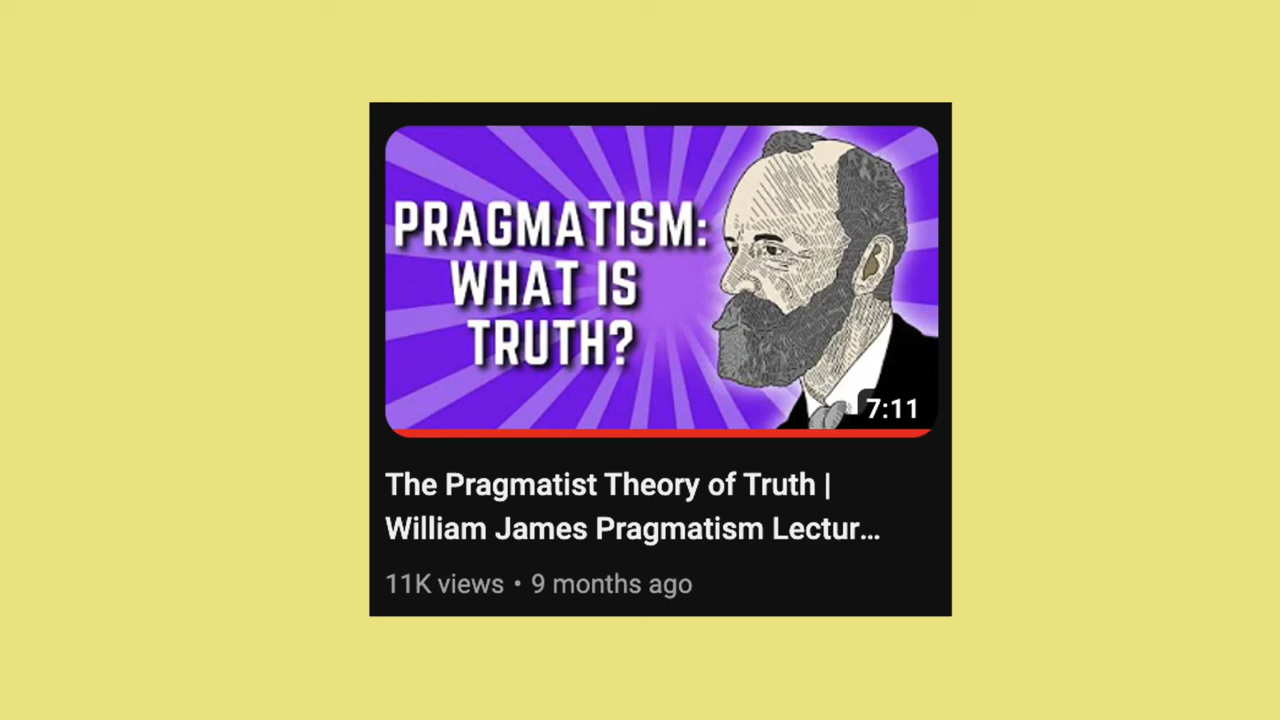 PRAGMATISM:
WHAT IS
TRUTH?
7:11
The Pragmatist Theory of Truth |
William James Pragmatism Lectur...
11K views • 9 months ago